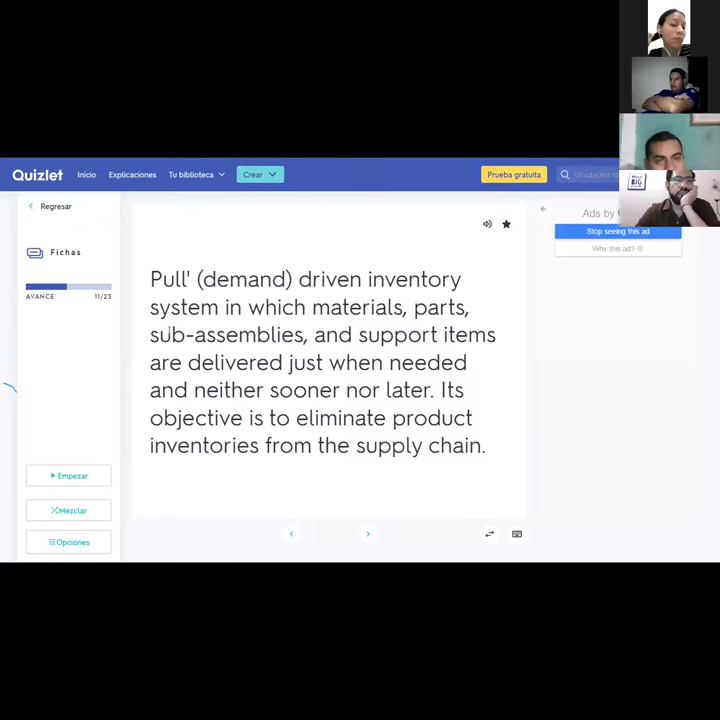 Quizlet
Inicio
Explicaciones
Tu biblioteca
Crear
Prueba gratuita
Unidades
Regresar
Fichas
AVANCE
11/23
Pull' (demand) driven inventory
system in which materials, parts,
sub-assemblies, and support items
are delivered just when needed
and neither sooner nor later. Its
objective is to eliminate product
inventories from the supply chain.
Ads by
Stop seeing this ad
Why this ad?
Empezar
Mezclar
Opciones
BIG